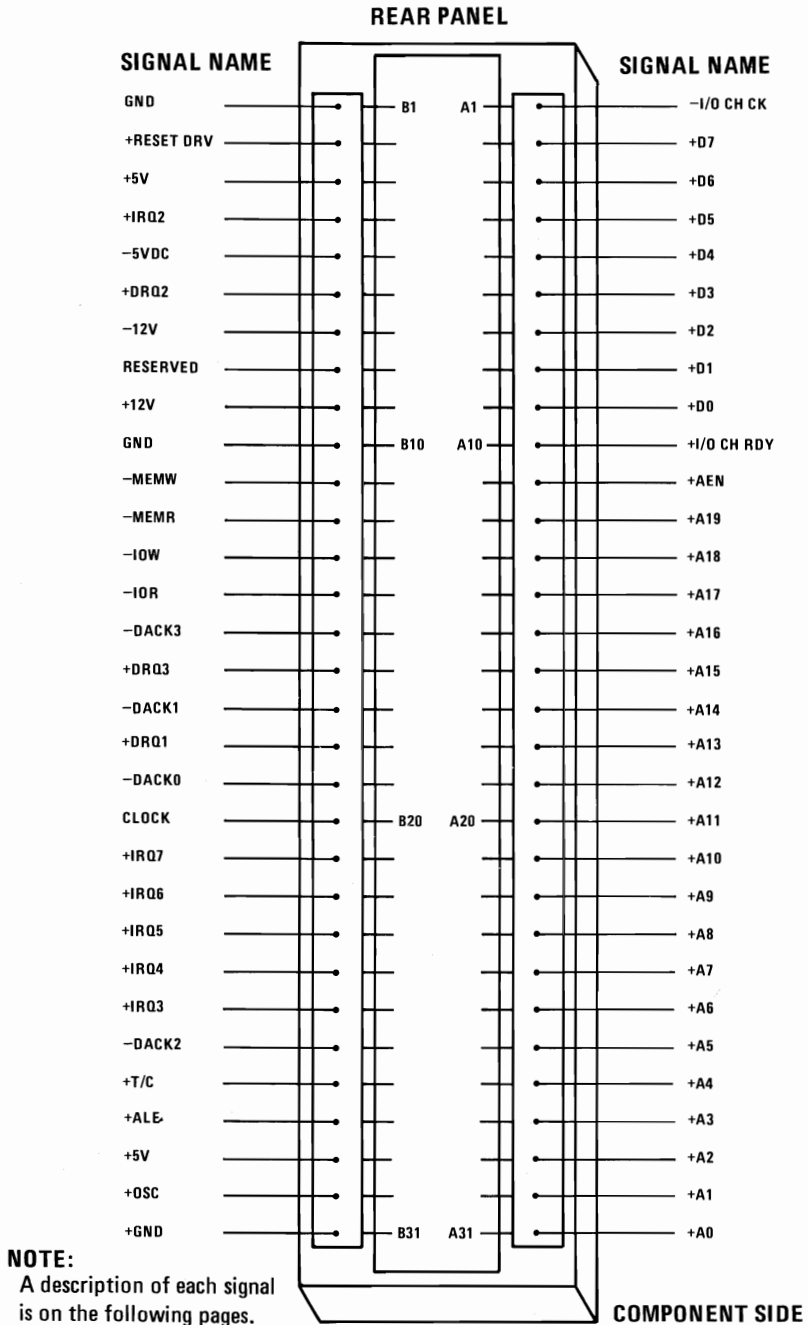 REAR PANEL
SIGNAL NAME SIGNAL NAME
GND B1 A1 −I/O CH CK
+RESET DRV +D7
+5V +D6
+IRQ2 +D5
−5VDC +D4
+DRQ2 +D3
−12V +D2
RESERVED +D1
+12V +D0
GND B10 A10 +I/O CH RDY
−MEMW +AEN
−MEMR +A19
−IOW +A18
−IOR +A17
−DACK3 +A16
+DRQ3 +A15
−DACK1 +A14
+DRQ1 +A13
−DACK0 +A12
CLOCK B20 A20 +A11
+IRQ7 +A10
+IRQ6 +A9
+IRQ5 +A8
+IRQ4 +A7
+IRQ3 +A6
−DACK2 +A5
+T/C +A4
+ALE +A3
+5V +A2
+OSC +A1
+GND B31 A31 +A0
NOTE:
A description of each signal
is on the following pages.
COMPONENT SIDE